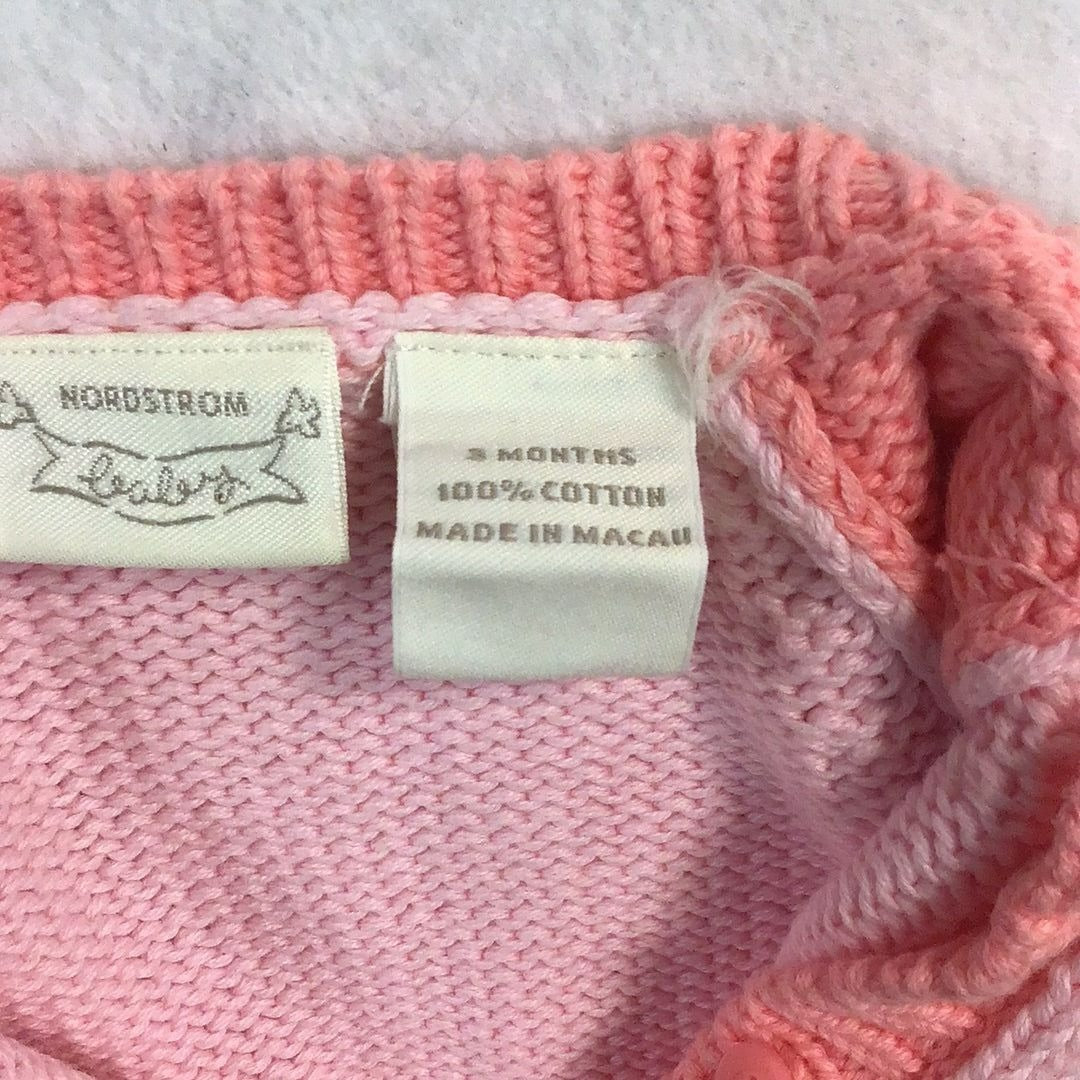 NORDSTROM
baby
3 MONTHS
100% COTTON
MADE IN MACAU